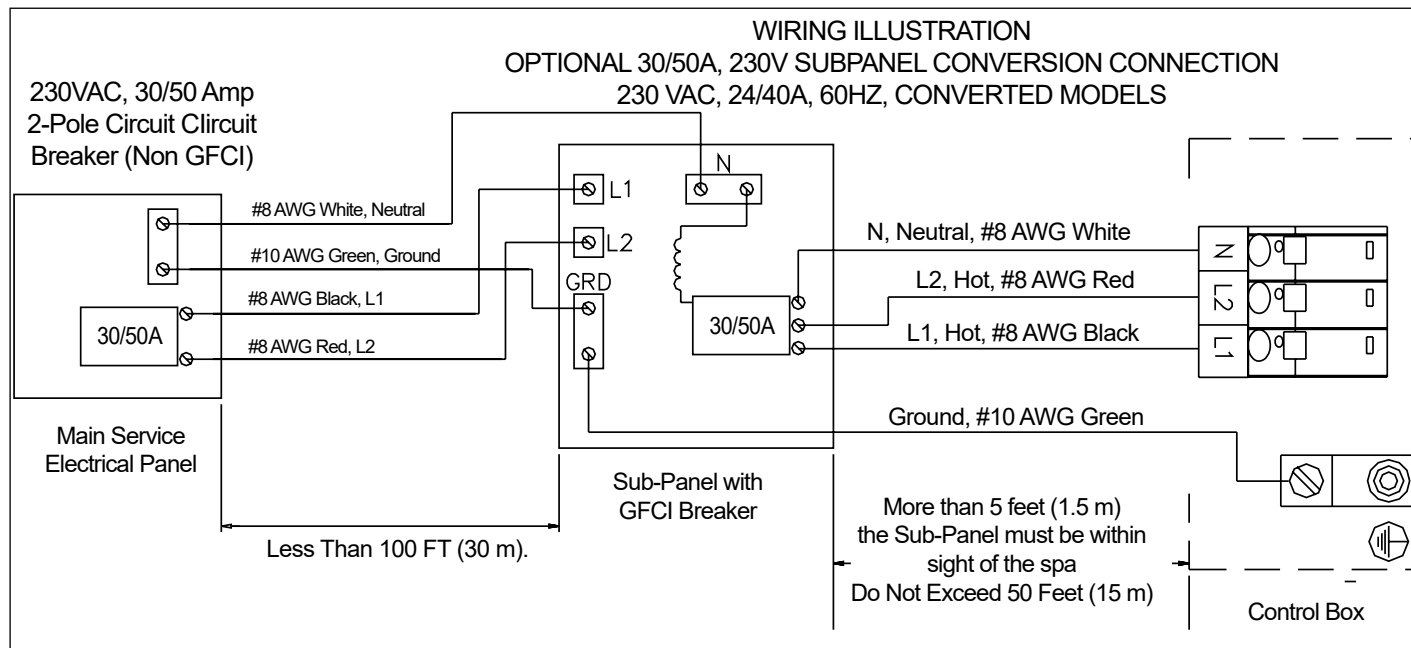 WIRING ILLUSTRATION
OPTIONAL 30/50A, 230V SUBPANEL CONVERSION CONNECTION
230 VAC, 24/40A, 60HZ, CONVERTED MODELS
230VAC, 30/50 Amp
2-Pole Circuit Clircuit
Breaker (Non GFCI)
#8 AWG White, Neutral
#10 AWG Green, Ground
#8 AWG Black, L1
#8 AWG Red, L2
30/50A
Main Service
Electrical Panel
Less Than 100 FT (30 m).
N
L1
L2
GRD
30/50A
Sub-Panel with
GFCI Breaker
N, Neutral, #8 AWG White
L2, Hot, #8 AWG Red
L1, Hot, #8 AWG Black
Ground, #10 AWG Green
More than 5 feet (1.5 m)
the Sub-Panel must be within
sight of the spa
Do Not Exceed 50 Feet (15 m)
N
L2
L1
Control Box